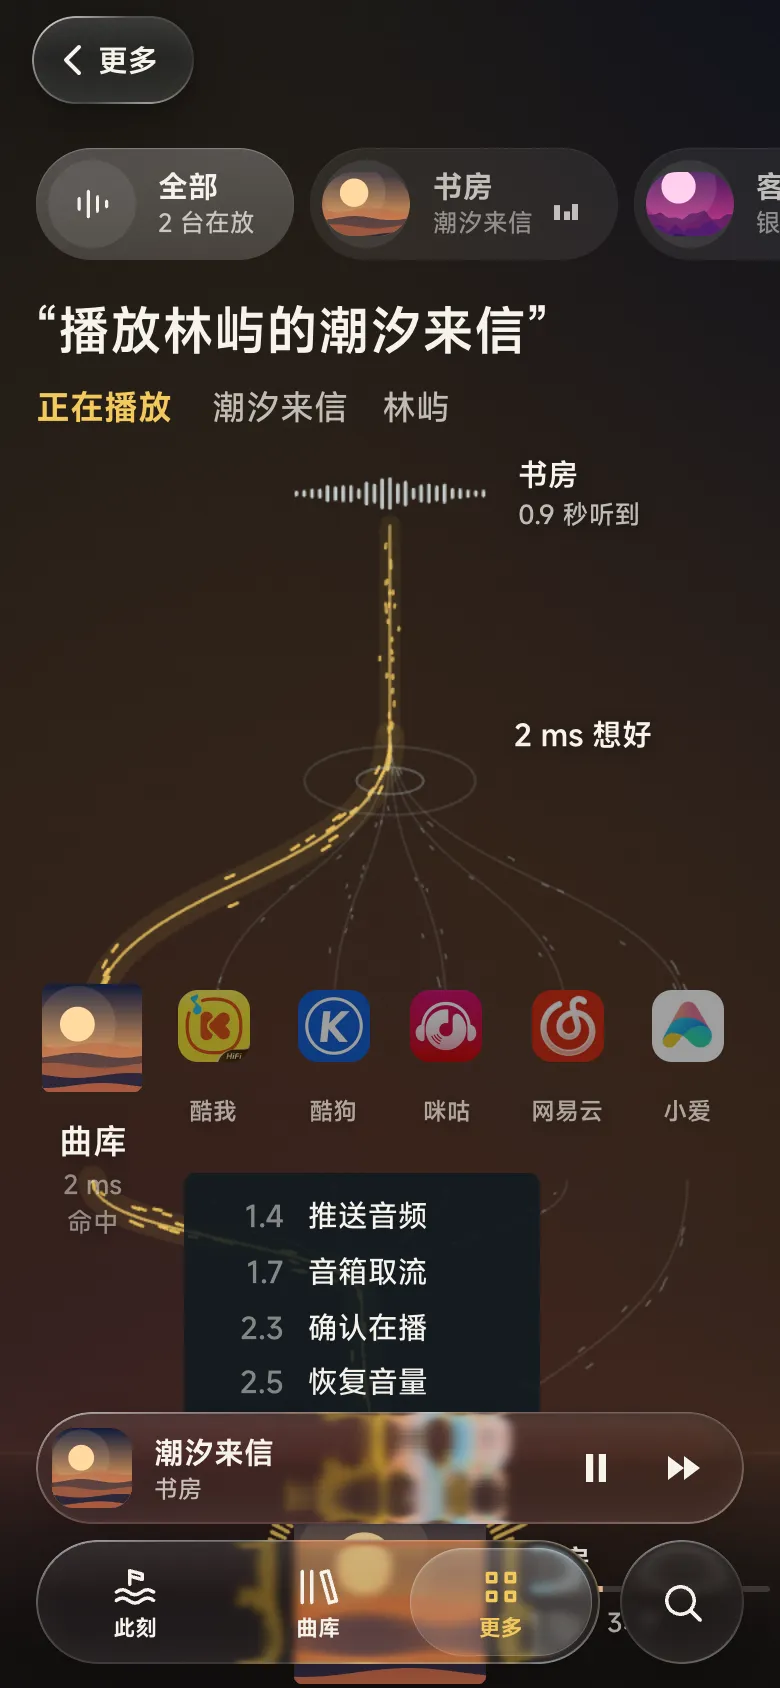 更多
全部
2 台在放
书房
潮汐来信
客
银
“播放林屿的潮汐来信”
正在播放 潮汐来信 林屿
书房
0.9 秒听到
2 ms 想好
HiFi
曲库
酷我
酷狗
咪咕
网易云
小爱
2 ms
命中
1.4 推送音频
1.7 音箱取流
2.3 确认在播
2.5 恢复音量
潮汐来信
书房
此刻
曲库
更多